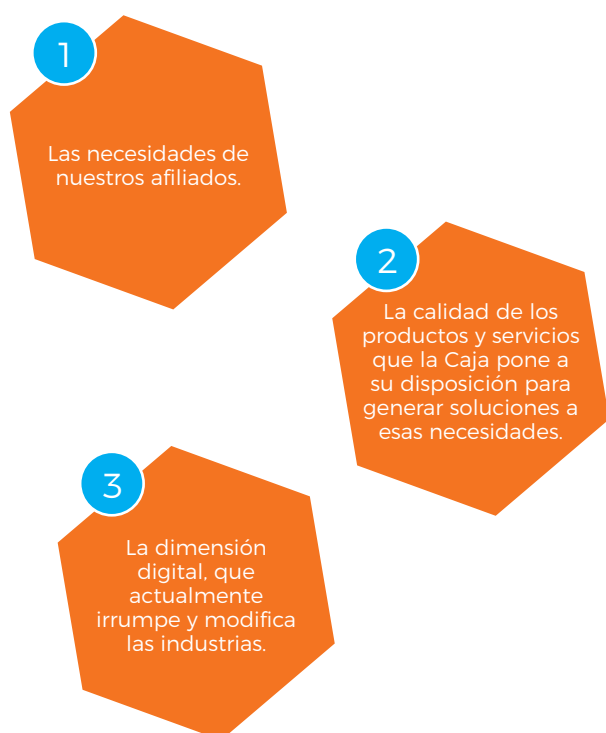 1
Las necesidades de
nuestros afiliados.
2
La calidad de los
productos y servicios
que la Caja pone a
su disposición para
generar soluciones a
esas necesidades.
3
La dimensión
digital, que
actualmente
irrumpe y modifica
las industrias.